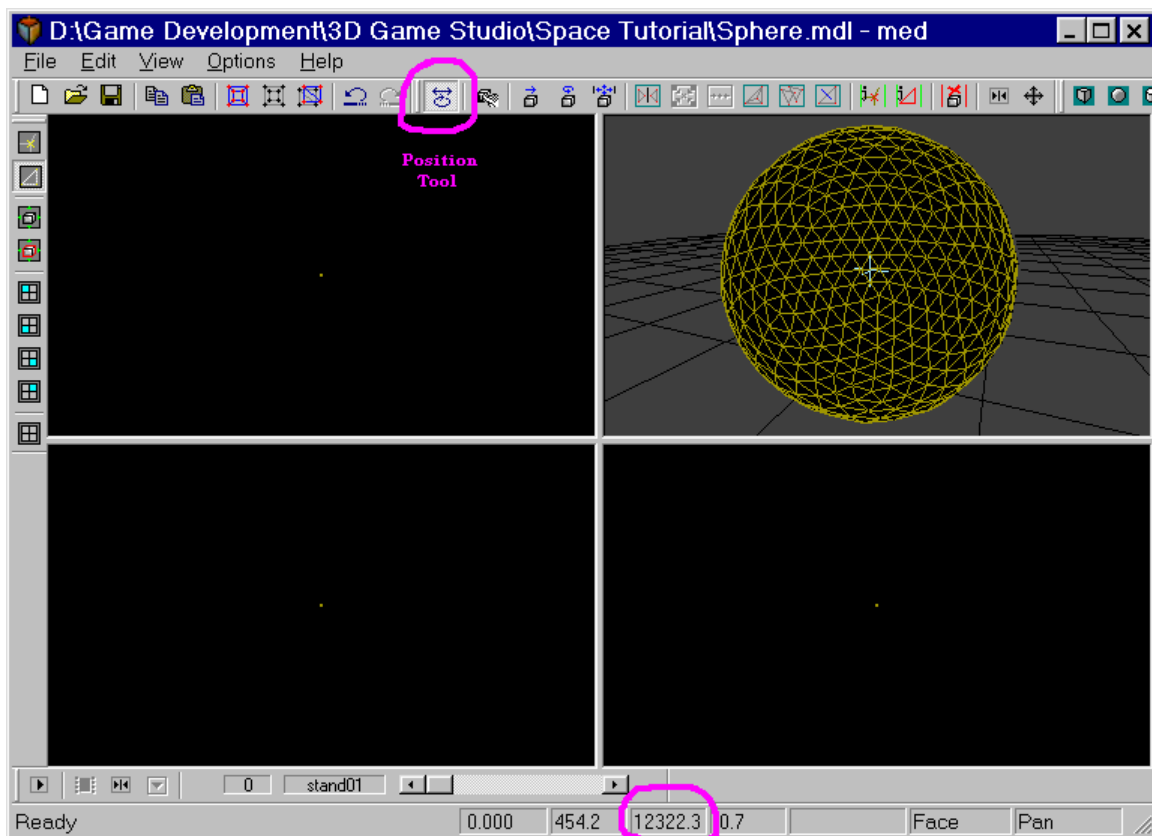 D:\Game Development\3D Game Studio\Space Tutorial\Sphere.mdl - med
File Edit View Options Help
Position
Tool
0 stand01
Ready 0.000 454.2 12322.3 0.7 Face Pan